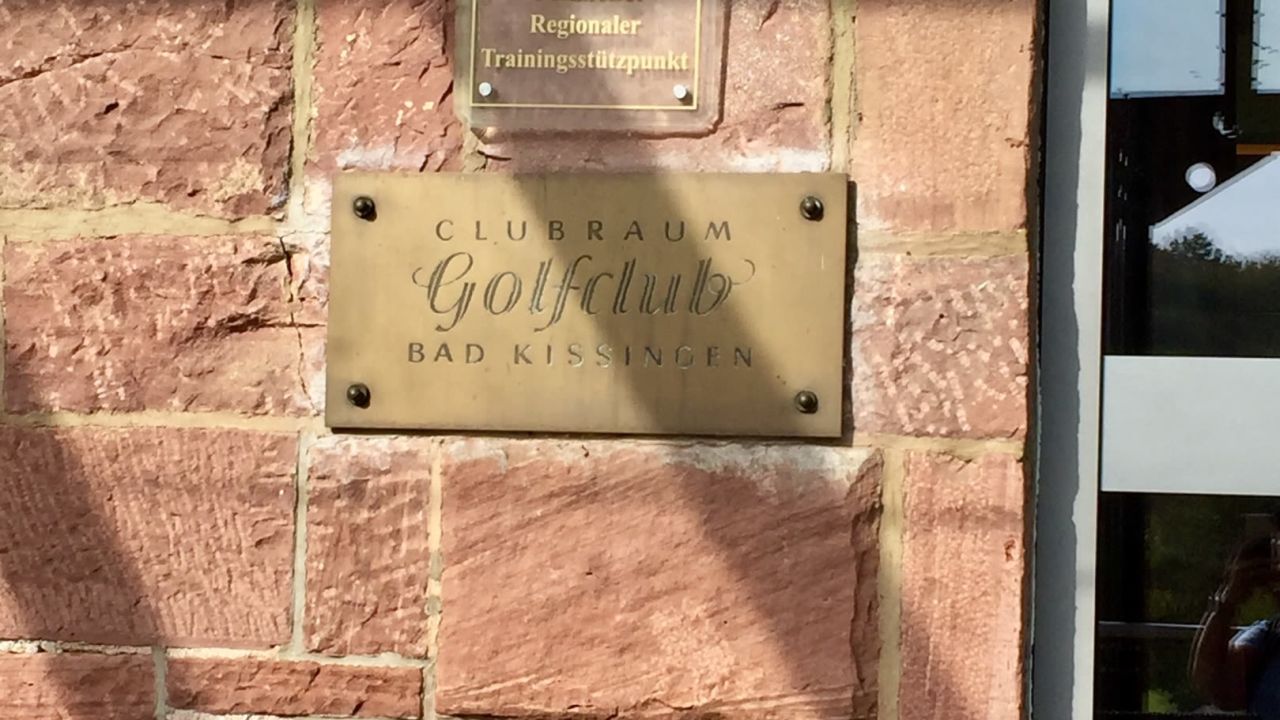 Regionaler
Trainingsstützpunkt
CLUBRAUM
Golfclub
BAD KISSINGEN